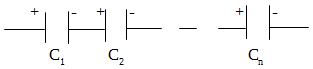 + - + - + -
C1 C2 Cn